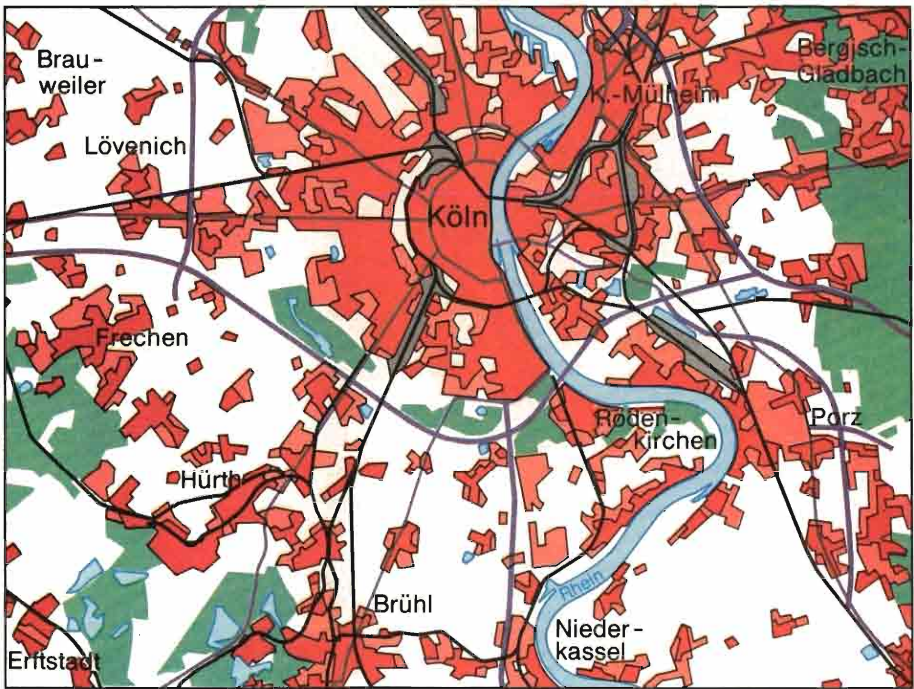 Brau-
weiler
Bergisch-
Gladbach
K.-Mülheim
Lövenich
Köln
Frechen
Roden-
kirchen
Porz
Hürth
Rhein
Brühl
Nieder-
kassel
Erftstadt